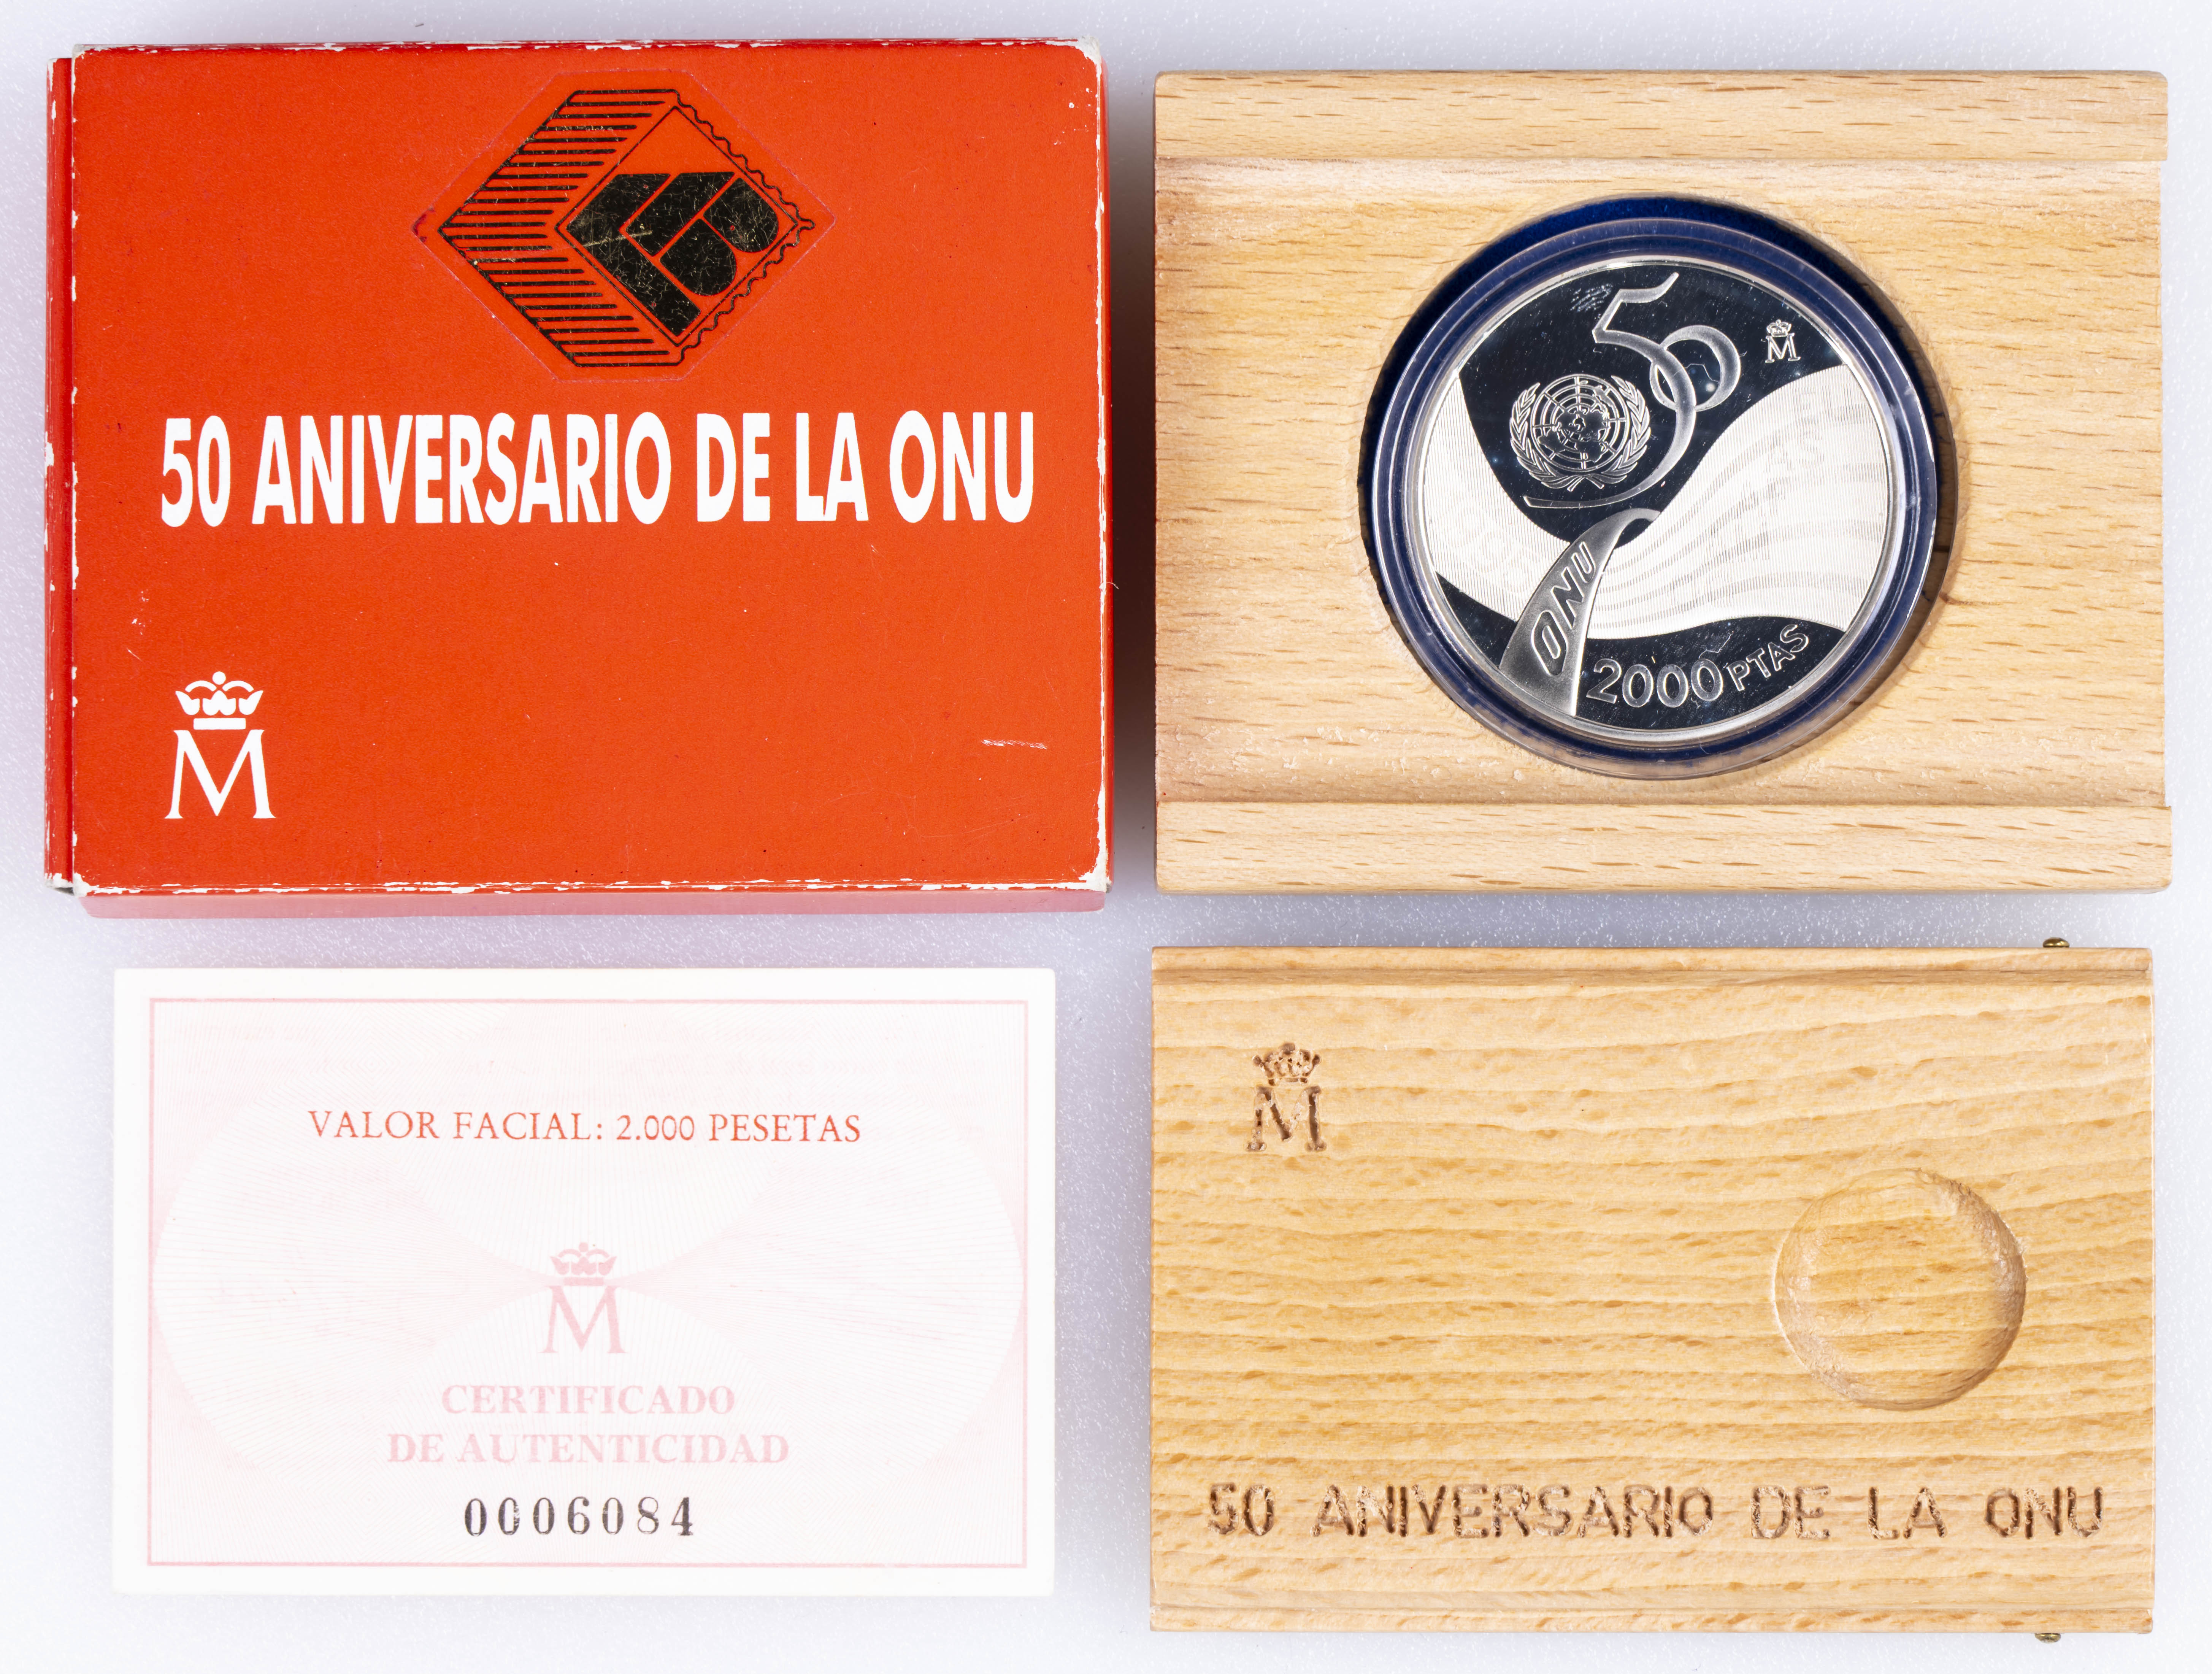 50 ANIVERSARIO DE LA ONU
M
50
M
ONU
2000 PTAS
VALOR FACIAL: 2.000 PESETAS
M
CERTIFICADO
DE AUTENTICIDAD
0006084
M
50 ANIVERSARIO DE LA ONU